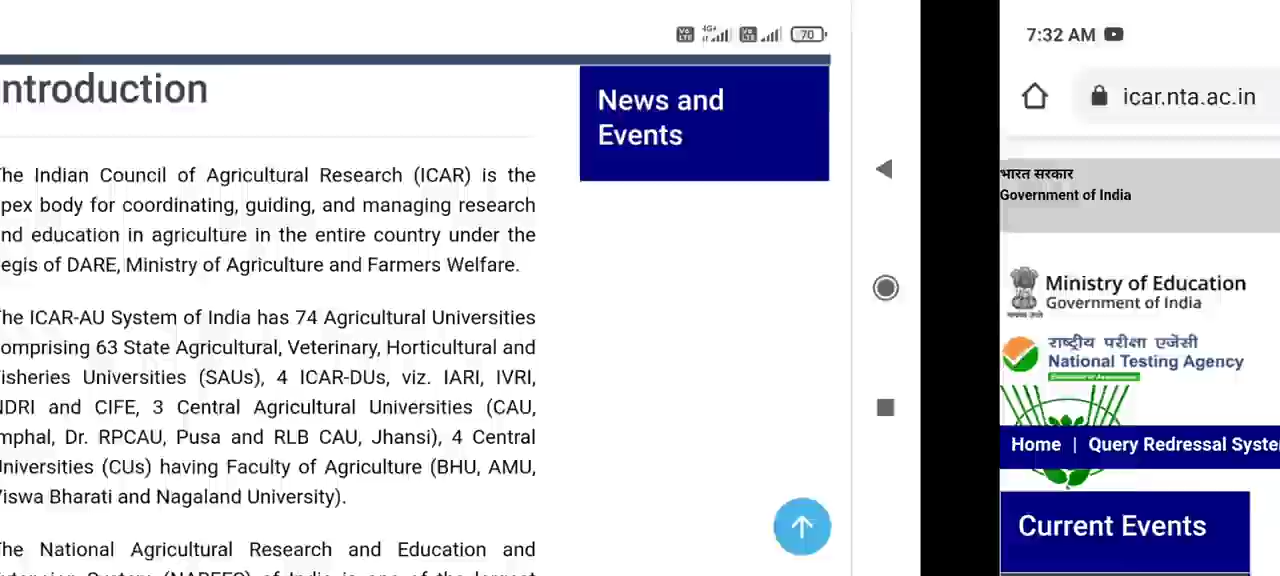 70
ntroduction
News and
Events
he Indian Council of Agricultural Research (ICAR) is the
pex body for coordinating, guiding, and managing research
nd education in agriculture in the entire country under the
egis of DARE, Ministry of Agriculture and Farmers Welfare.
he ICAR-AU System of India has 74 Agricultural Universities
omprising 63 State Agricultural, Veterinary, Horticultural and
isheries Universities (SAUs), 4 ICAR-DUs, viz. IARI, IVRI,
NDRI and CIFE, 3 Central Agricultural Universities (CAU,
mphal, Dr. RPCAU, Pusa and RLB CAU, Jhansi), 4 Central
Universities (CUs) having Faculty of Agriculture (BHU, AMU,
Viswa Bharati and Nagaland University).
he National Agricultural Research and Education and
7:32 AM
icar.nta.ac.in
भारत सरकार
Government of India
Ministry of Education
Government of India
राष्ट्रीय परीक्षा एजेंसी
National Testing Agency
Home | Query Redressal Syste
Current Events